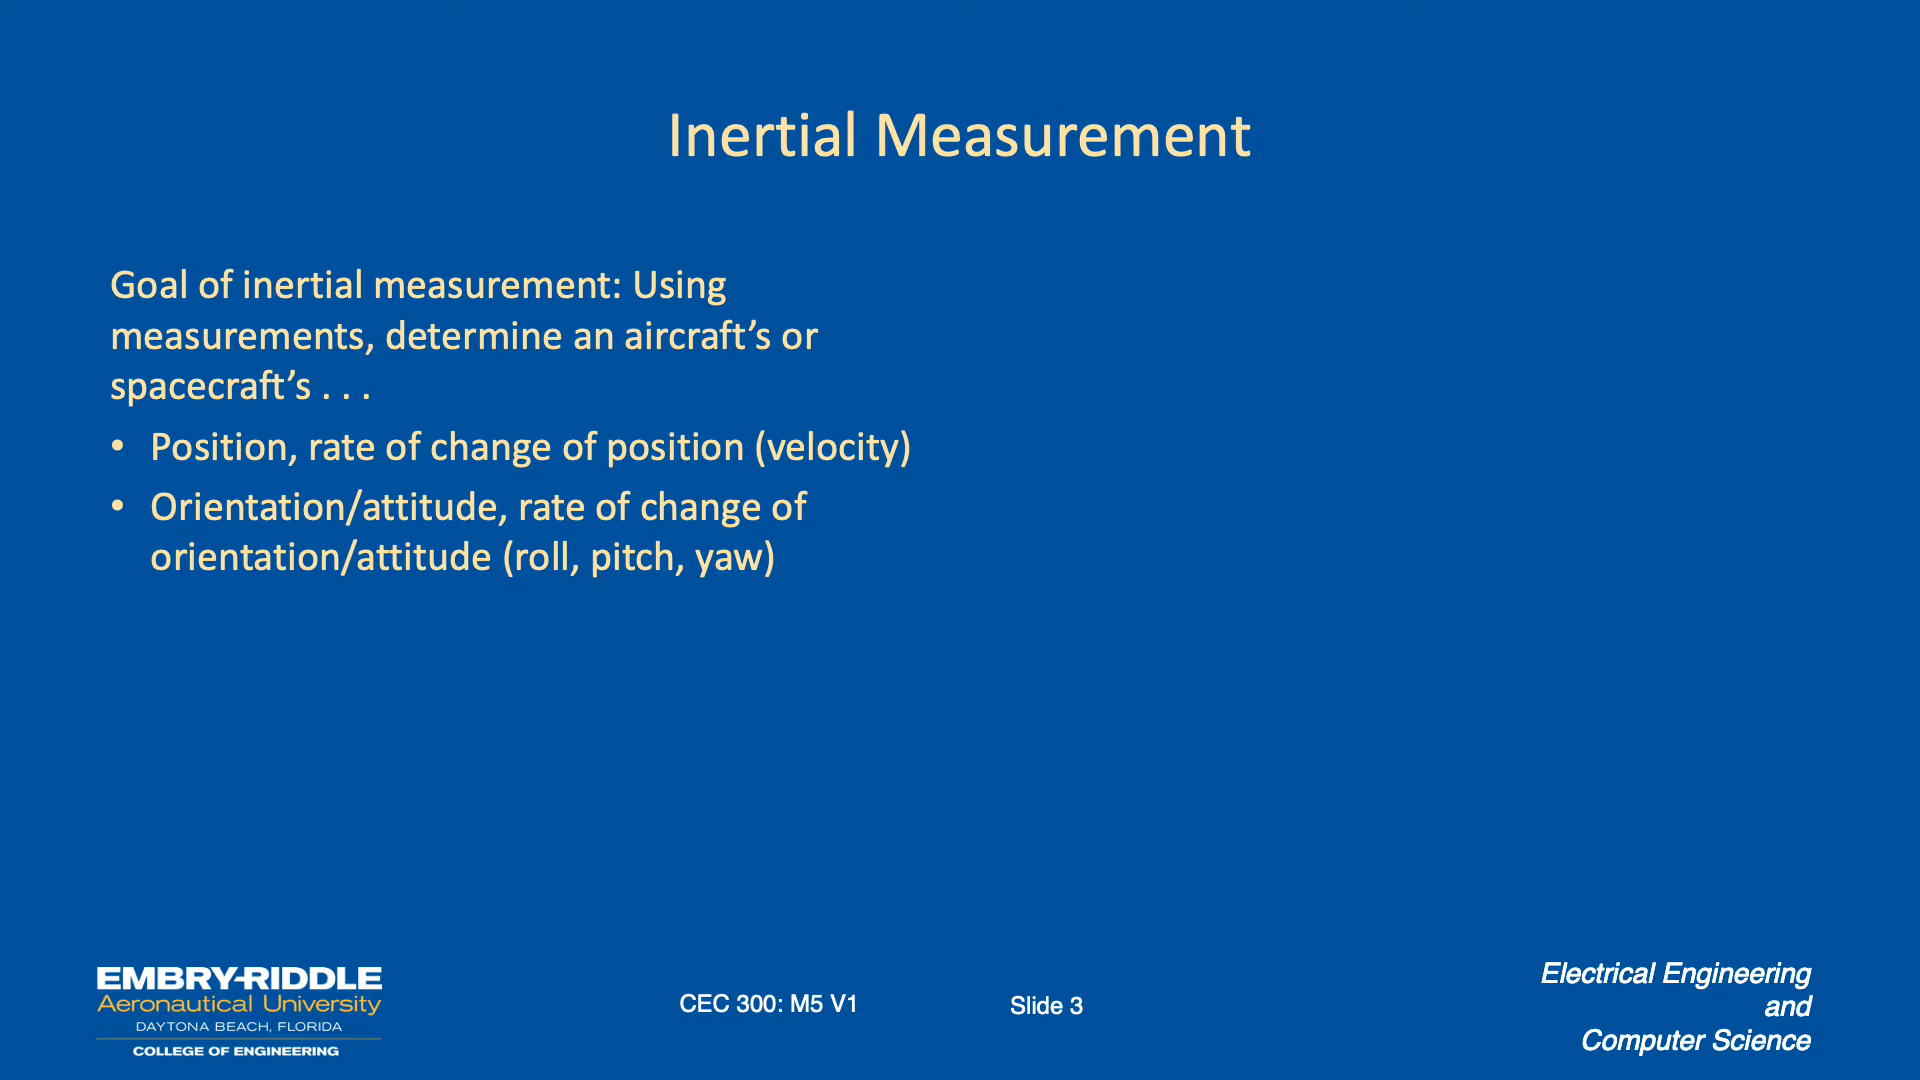 Inertial Measurement
Goal of inertial measurement: Using
measurements, determine an aircraft’s or
spacecraft’s . . .
• Position, rate of change of position (velocity)
• Orientation/attitude, rate of change of
orientation/attitude (roll, pitch, yaw)
EMBRY-RIDDLE
Aeronautical University
DAYTONA BEACH, FLORIDA
COLLEGE OF ENGINEERING
CEC 300: M5 V1
Slide 3
Electrical Engineering
and
Computer Science